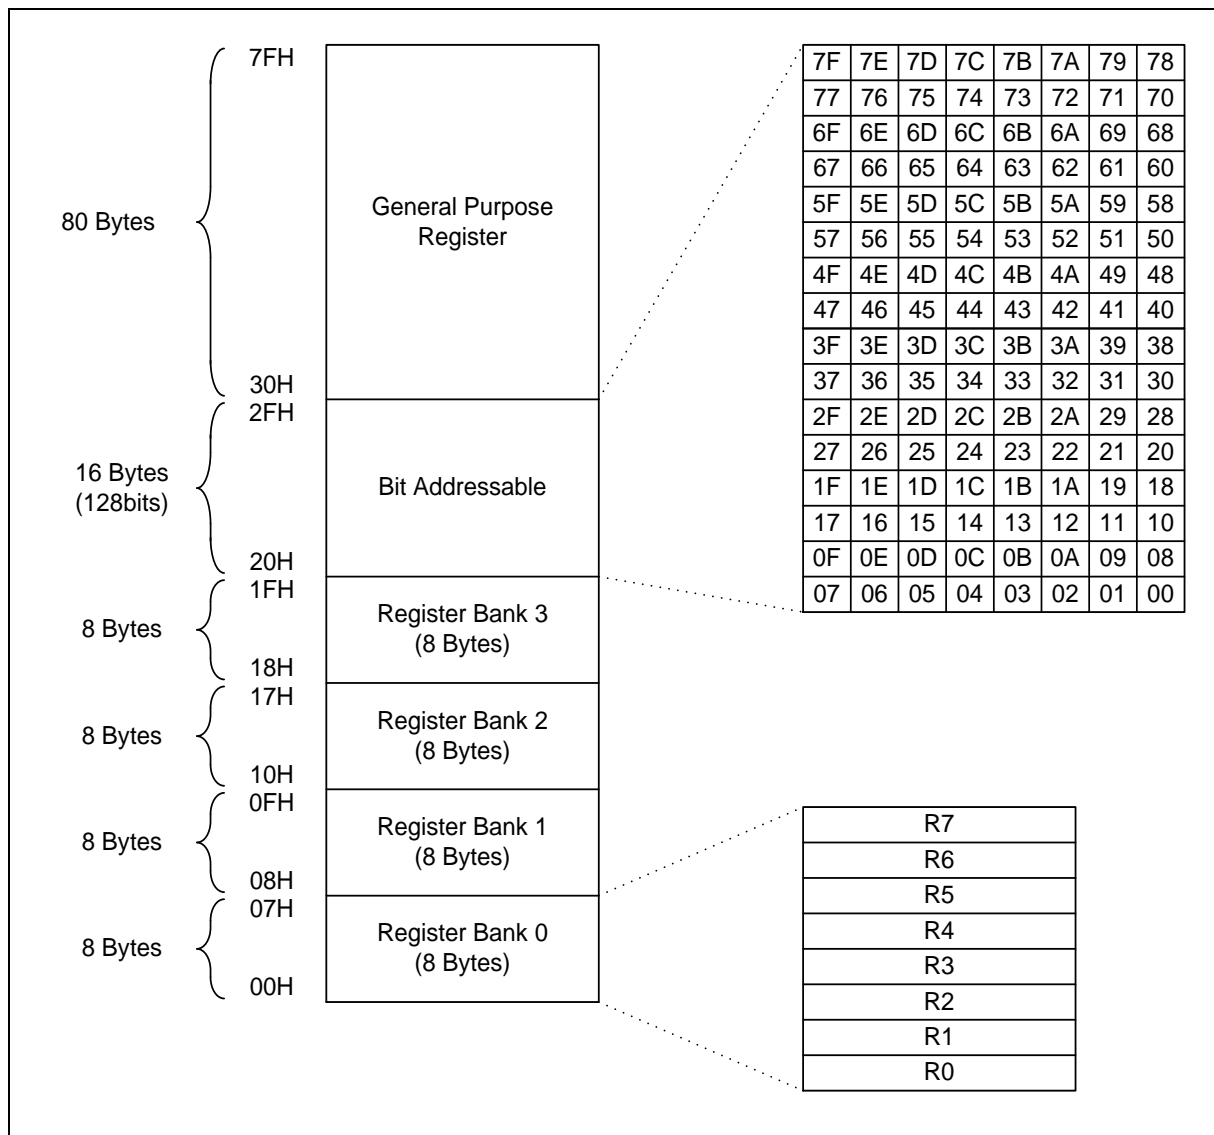 7FH
80 Bytes
General Purpose
Register
30H
2FH
16 Bytes
(128bits)
Bit Addressable
20H
1FH
8 Bytes
Register Bank 3
(8 Bytes)
18H
17H
8 Bytes
Register Bank 2
(8 Bytes)
10H
0FH
8 Bytes
Register Bank 1
(8 Bytes)
08H
07H
8 Bytes
Register Bank 0
(8 Bytes)
00H
7F 7E 7D 7C 7B 7A 79 78
77 76 75 74 73 72 71 70
6F 6E 6D 6C 6B 6A 69 68
67 66 65 64 63 62 61 60
5F 5E 5D 5C 5B 5A 59 58
57 56 55 54 53 52 51 50
4F 4E 4D 4C 4B 4A 49 48
47 46 45 44 43 42 41 40
3F 3E 3D 3C 3B 3A 39 38
37 36 35 34 33 32 31 30
2F 2E 2D 2C 2B 2A 29 28
27 26 25 24 23 22 21 20
1F 1E 1D 1C 1B 1A 19 18
17 16 15 14 13 12 11 10
0F 0E 0D 0C 0B 0A 09 08
07 06 05 04 03 02 01 00
R7
R6
R5
R4
R3
R2
R1
R0